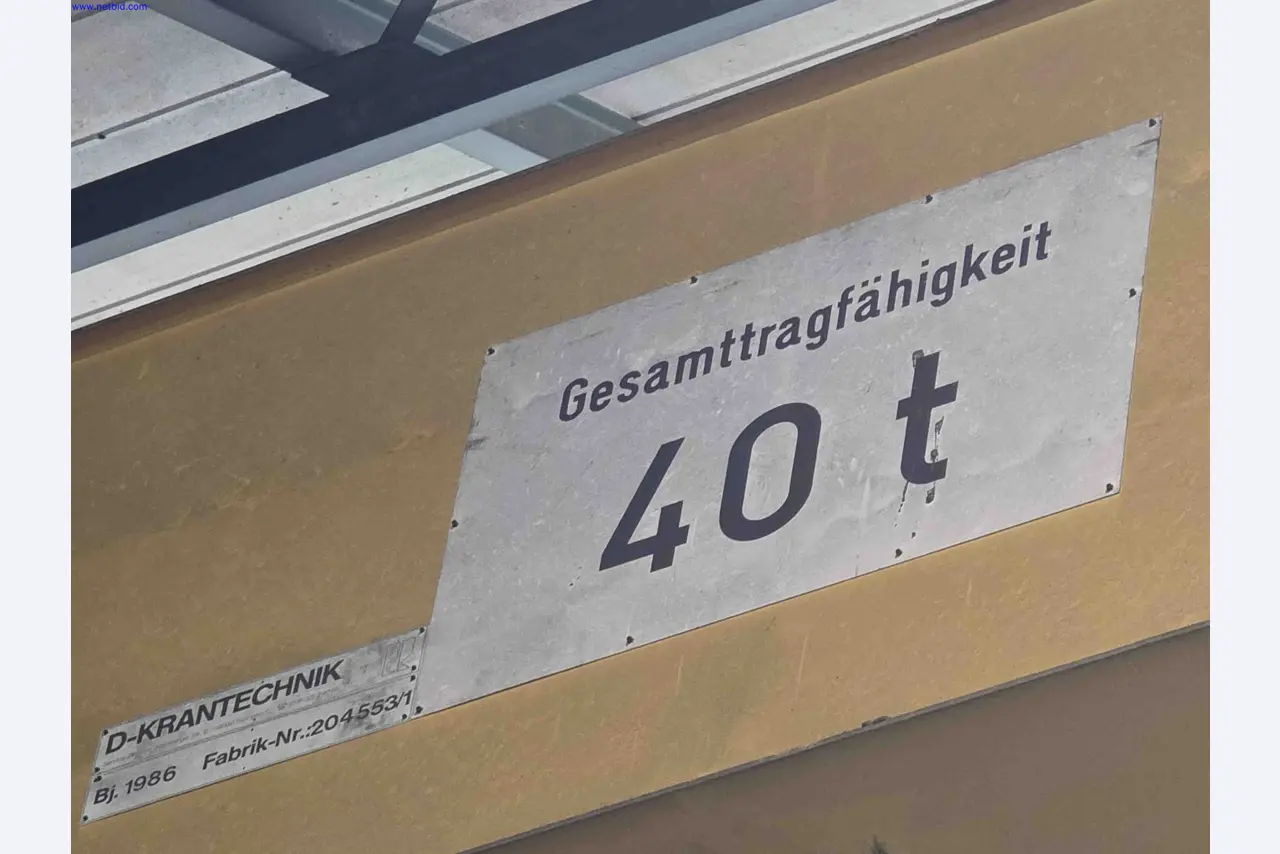 www.netbid.com
Gesamttragfähigkeit
40 t
D-KRANTECHNIK
Bj. 1986 Fabrik-Nr.:204553/1